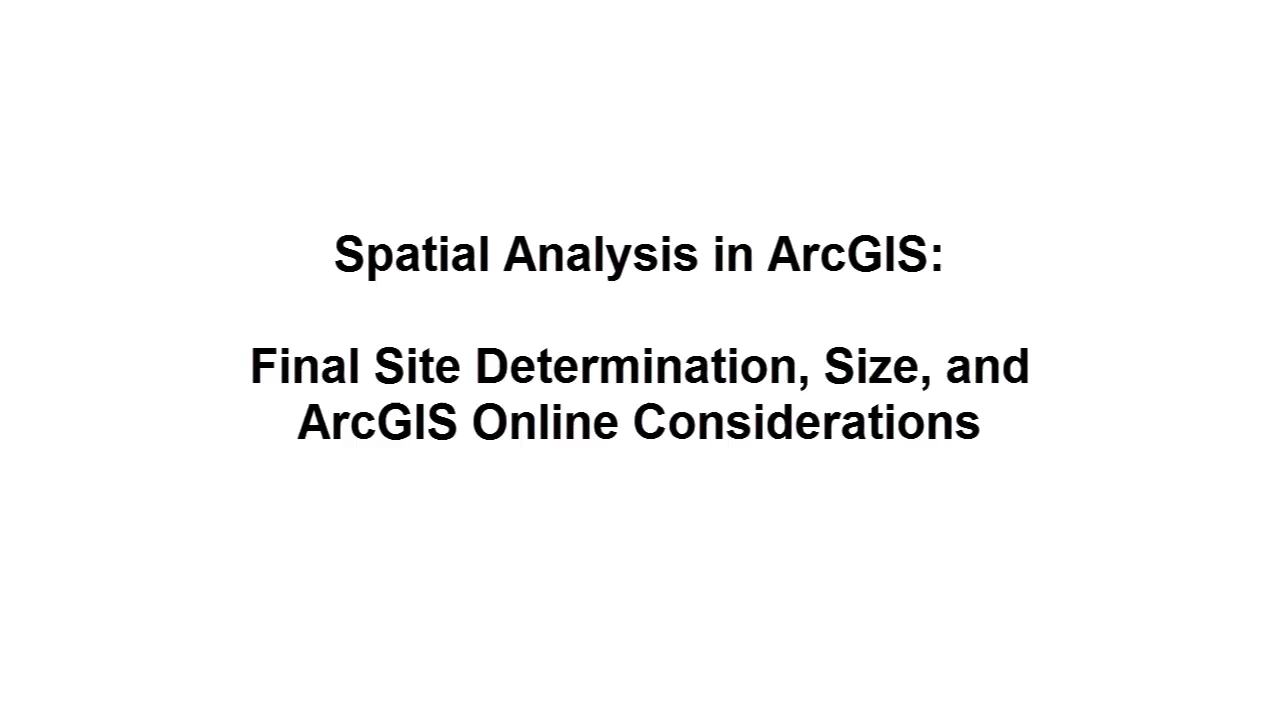 Spatial Analysis in ArcGIS:
Final Site Determination, Size, and
ArcGIS Online Considerations